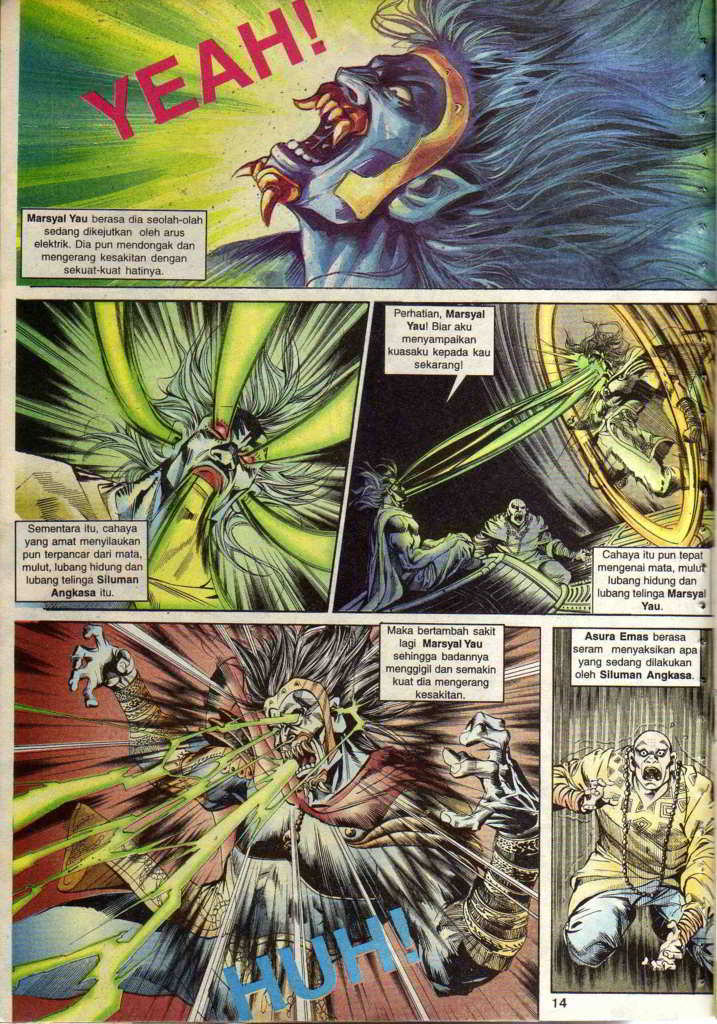 YEAH!
Marsyal Yau berasa dia seolah-olah
sedang dikejutkan oleh arus
elektrik. Dia pun mendongak dan
mengerang kesakitan dengan
sekuat-kuat hatinya.
Sementara itu, cahaya
yang amat menyilaukan
pun terpancar dari mata,
mulut, lubang hidung dan
lubang telinga Siluman
Angkasa itu.
Perhatian, Marsyal
Yau! Biar aku
menyampaikan
kuasaku kepada kau
sekarang!
Cahaya itu pun tepat
mengenai mata, mulut
lubang hidung dan
lubang telinga Marsyal
Yau.
Maka bertambah sakit
lagi Marsyal Yau
sehingga badannya
menggigil dan semakin
kuat dia mengerang
kesakitan.
HUH!
Asura Emas berasa
seram menyaksikan apa
yang sedang dilakukan
oleh Siluman Angkasa.
14